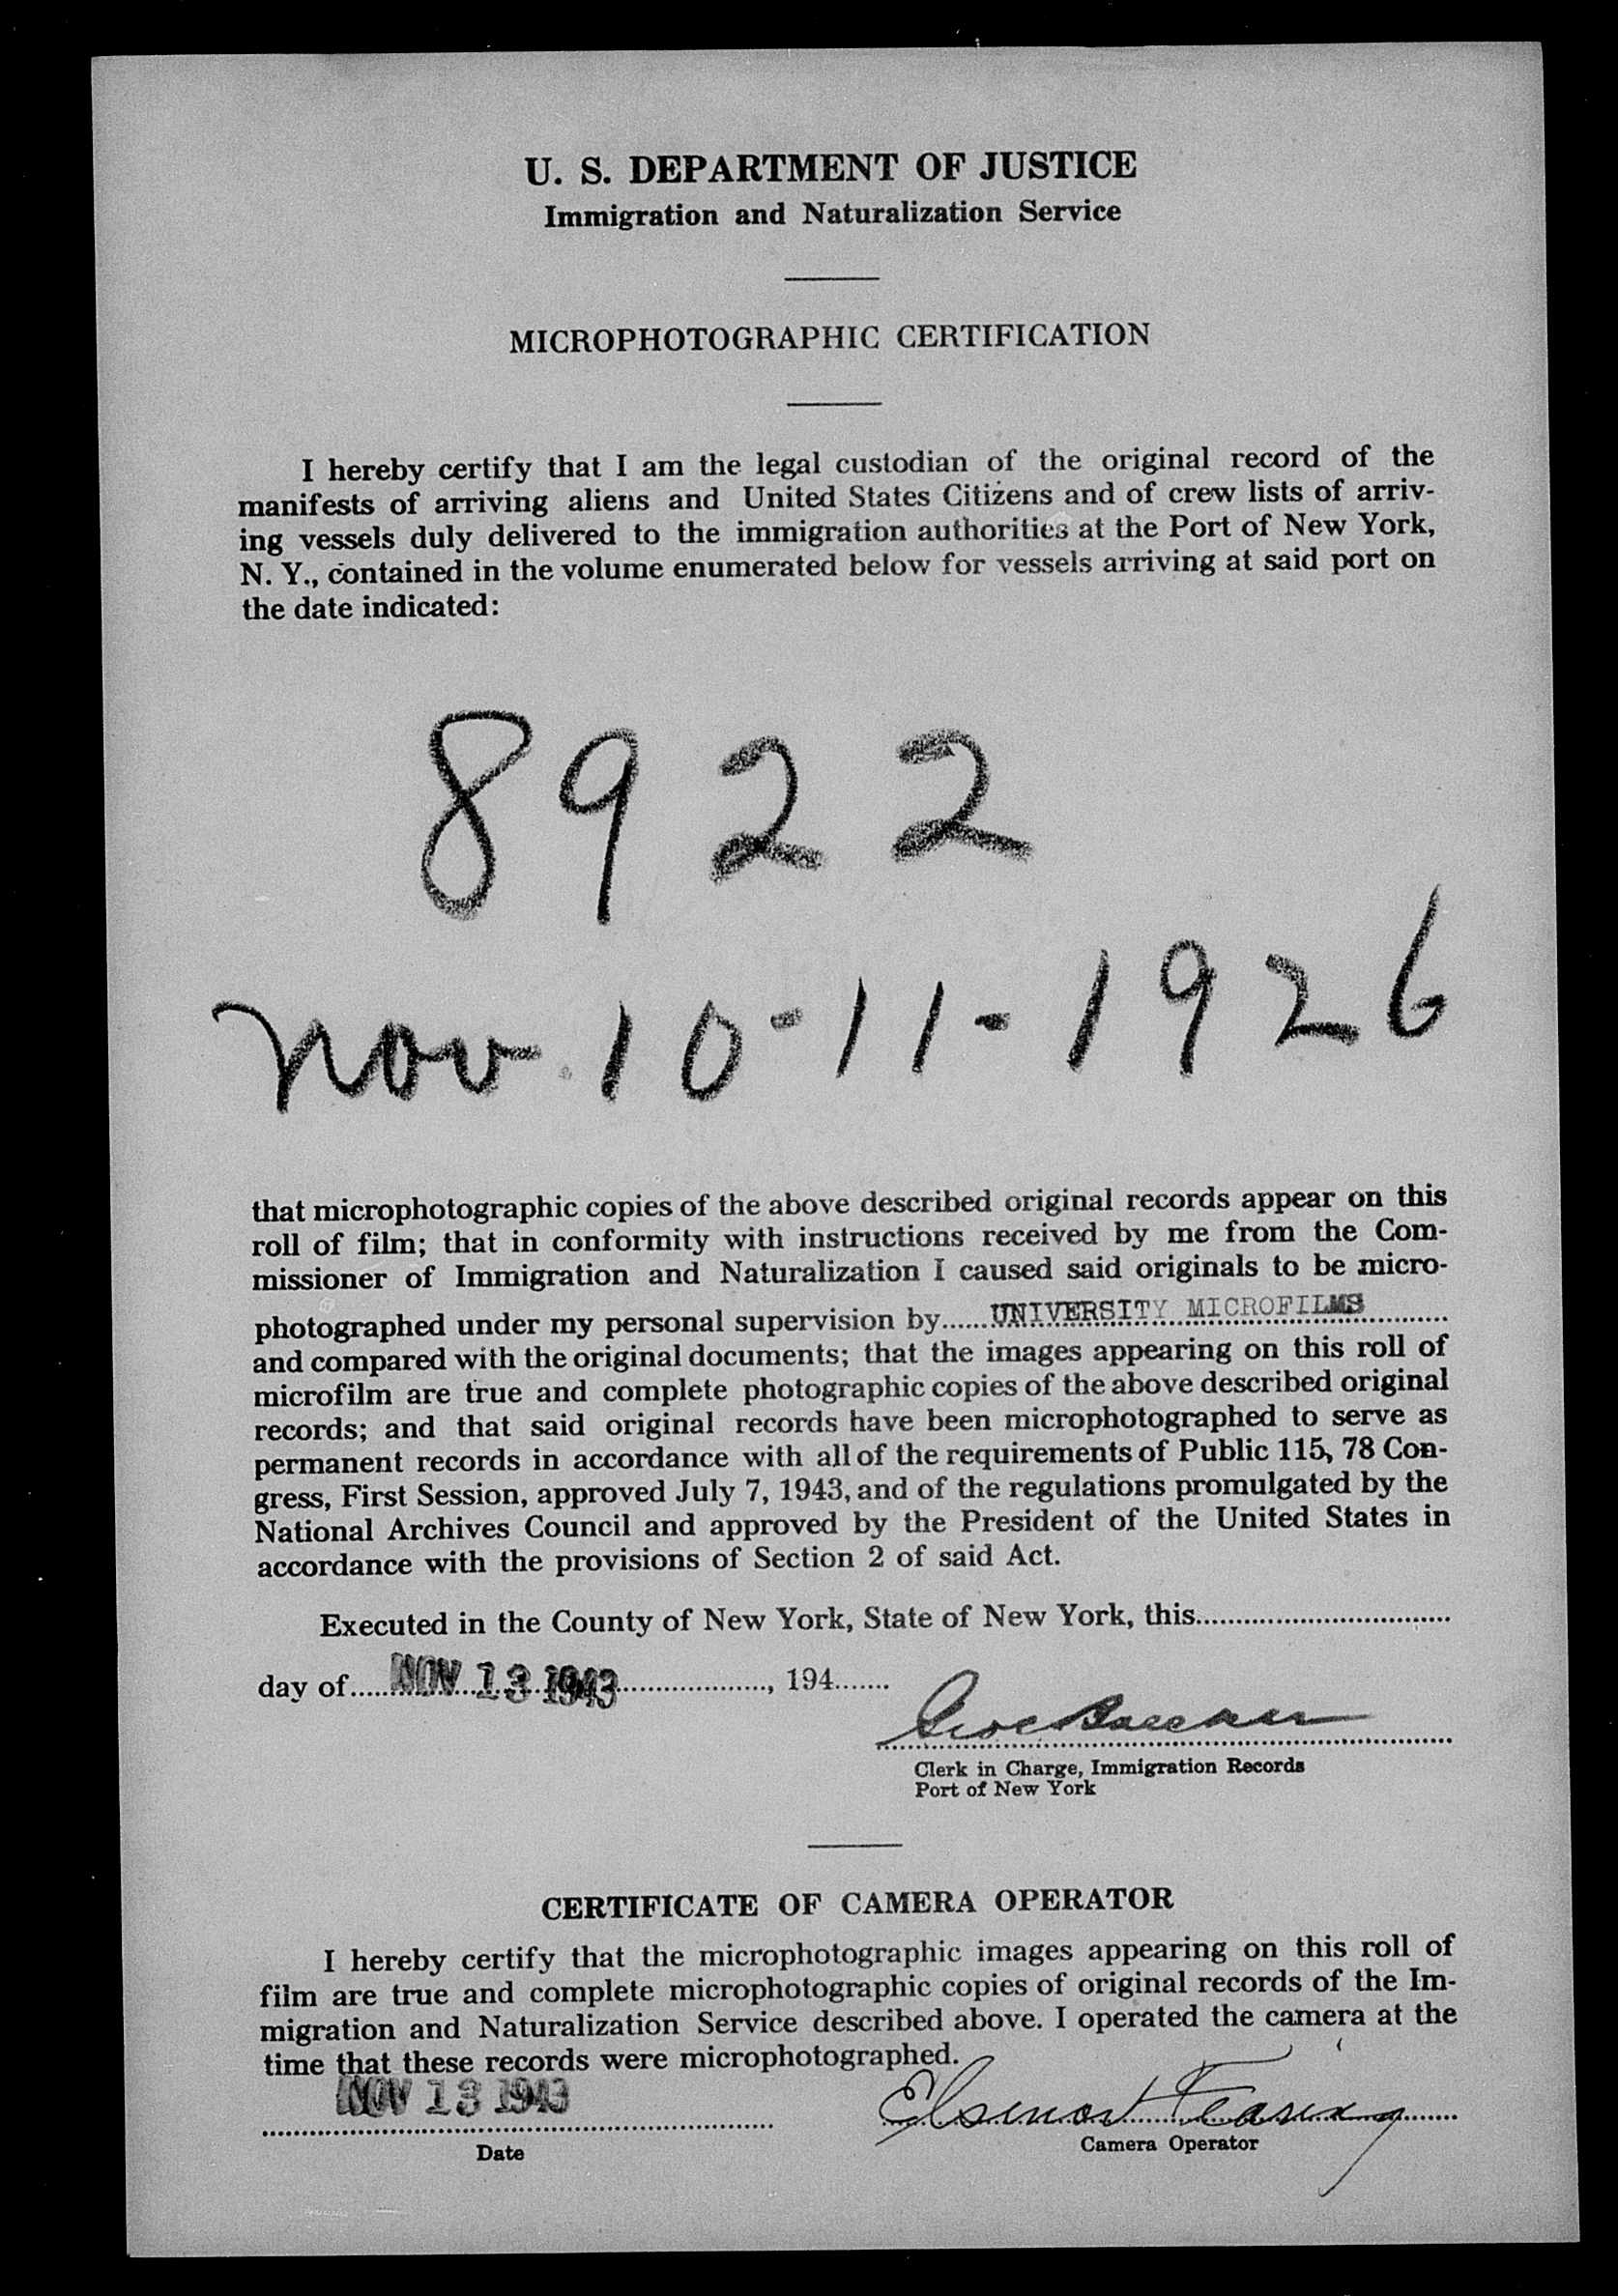 U. S. DEPARTMENT OF JUSTICE
Immigration and Naturalization Service
MICROPHOTOGRAPHIC CERTIFICATION
I hereby certify that I am the legal custodian of the original record of the
manifests of arriving aliens and United States Citizens and of crew lists of arriv-
ing vessels duly delivered to the immigration authorities at the Port of New York,
N. Y., contained in the volume enumerated below for vessels arriving at said port on
the date indicated:
8922
Nov. 10-11-1926
that microphotographic copies of the above described original records appear on this
roll of film; that in conformity with instructions received by me from the Com-
missioner of Immigration and Naturalization I caused said originals to be micro-
photographed under my personal supervision by......UNIVERSITY MICROFILMS
and compared with the original documents; that the images appearing on this roll of
microfilm are true and complete photographic copies of the above described original
records; and that said original records have been microphotographed to serve as
permanent records in accordance with all of the requirements of Public 115, 78 Con-
gress, First Session, approved July 7, 1943, and of the regulations promulgated by the
National Archives Council and approved by the President of the United States in
accordance with the provisions of Section 2 of said Act.
Executed in the County of New York, State of New York, this
day of NOV 13 1943, 194
Clerk in Charge, Immigration Records
Port of New York
CERTIFICATE OF CAMERA OPERATOR
I hereby certify that the microphotographic images appearing on this roll of
film are true and complete microphotographic copies of original records of the Im-
migration and Naturalization Service described above. I operated the camera at the
time that these records were microphotographed.
NOV 13 1943
Date
Camera Operator